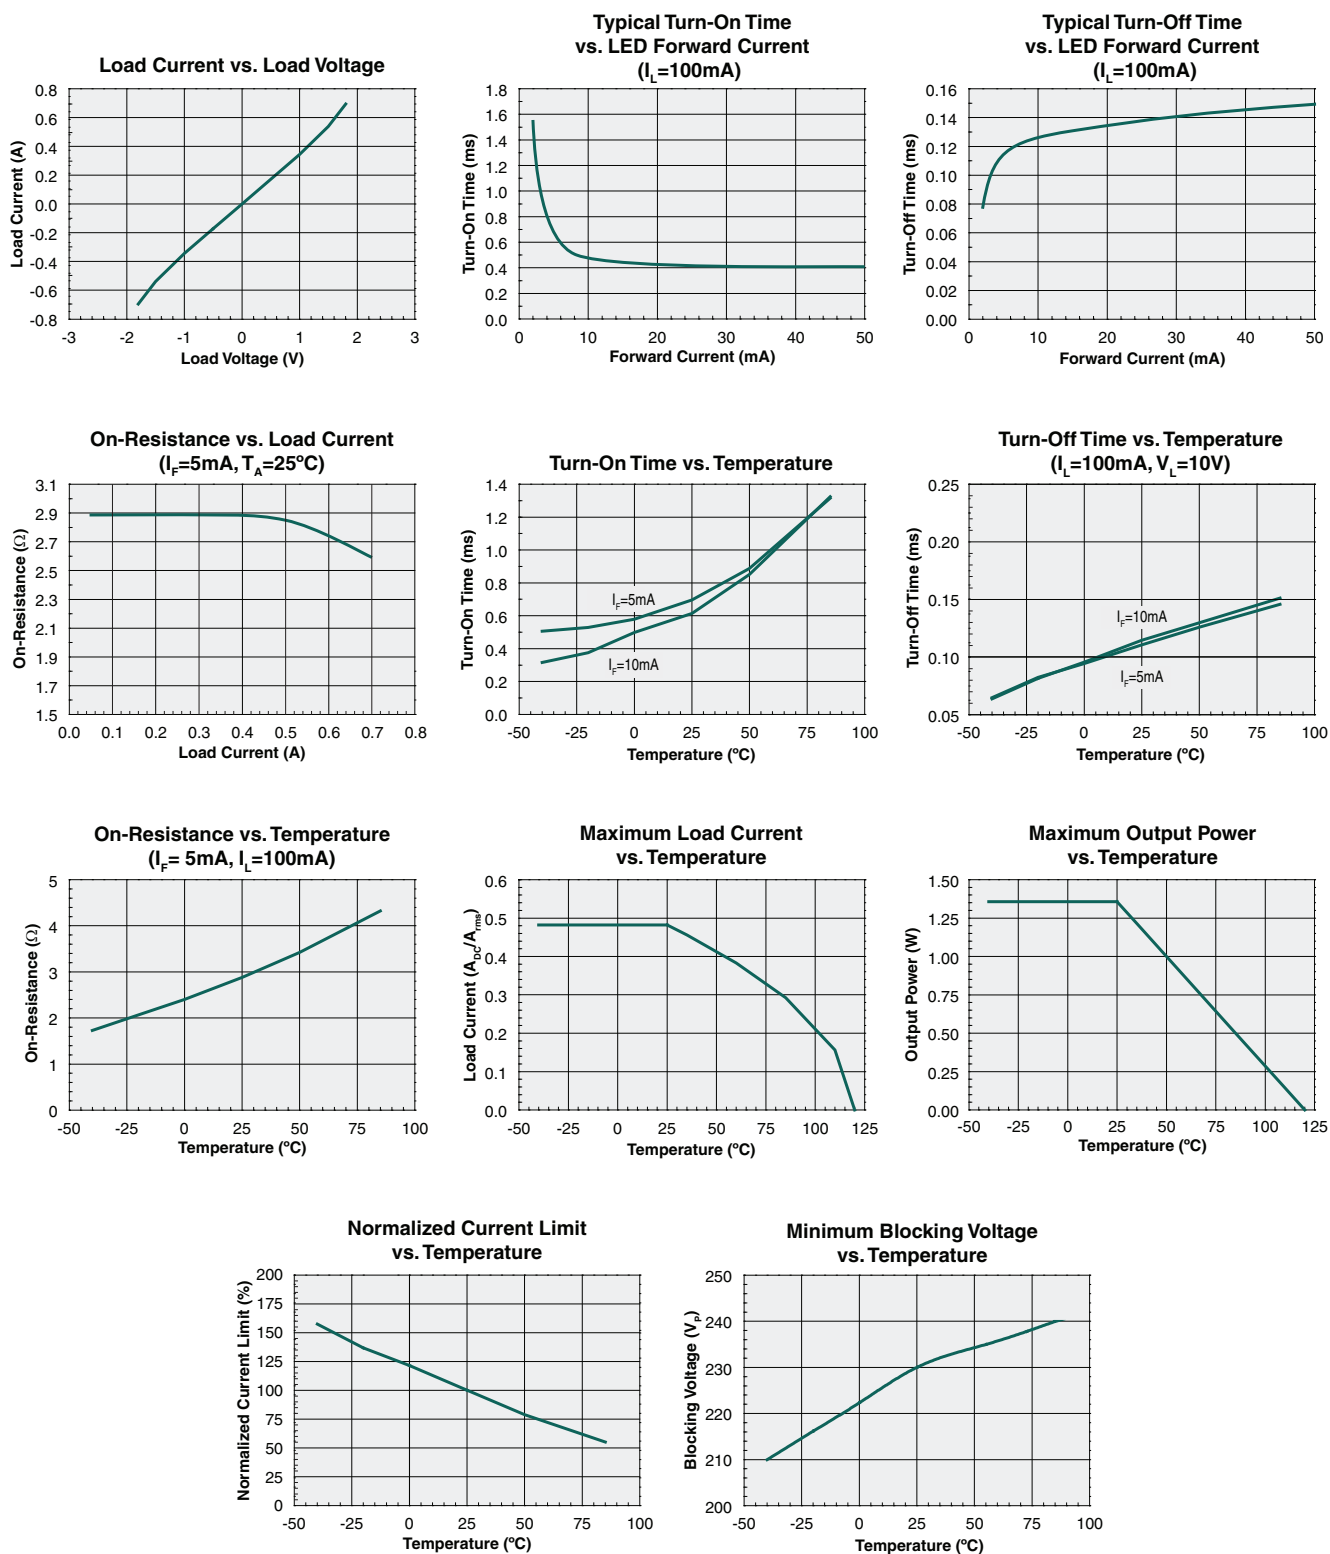 Load Current vs. Load Voltage
Load Current (A)
0.8
0.6
0.4
0.2
0.0
-0.2
-0.4
-0.6
-0.8
-3 -2 -1 0 1 2 3
Load Voltage (V)
Typical Turn-On Time
vs. LED Forward Current
(IL=100mA)
Turn-On Time (ms)
1.8
1.6
1.4
1.2
1.0
0.8
0.6
0.4
0.2
0.0
0 10 20 30 40 50
Forward Current (mA)
Typical Turn-Off Time
vs. LED Forward Current
(IL=100mA)
Turn-Off Time (ms)
0.16
0.14
0.12
0.10
0.08
0.06
0.04
0.02
0.00
0 10 20 30 40 50
Forward Current (mA)
On-Resistance vs. Load Current
(IF=5mA, TA=25ºC)
On-Resistance (Ω)
3.1
2.9
2.7
2.5
2.3
2.1
1.9
1.7
1.5
0.0 0.1 0.2 0.3 0.4 0.5 0.6 0.7 0.8
Load Current (A)
Turn-On Time vs. Temperature
Turn-On Time (ms)
1.4
1.2
1.0
0.8
0.6
0.4
0.2
0.0
IF=5mA
IF=10mA
-50 -25 0 25 50 75 100
Temperature (ºC)
Turn-Off Time vs. Temperature
(IL=100mA, VL=10V)
Turn-Off Time (ms)
0.25
0.20
0.15
0.10
0.05
IF=10mA
IF=5mA
-50 -25 0 25 50 75 100
Temperature (ºC)
On-Resistance vs. Temperature
(IF= 5mA, IL=100mA)
On-Resistance (Ω)
5
4
3
2
1
0
-50 -25 0 25 50 75 100
Temperature (ºC)
Maximum Load Current
vs. Temperature
Load Current (ADC/Arms)
0.6
0.5
0.4
0.3
0.2
0.1
0.0
-50 -25 0 25 50 75 100 125
Temperature (ºC)
Maximum Output Power
vs. Temperature
Output Power (W)
1.50
1.25
1.00
0.75
0.50
0.25
0.00
-50 -25 0 25 50 75 100 125
Temperature (ºC)
Normalized Current Limit
vs. Temperature
Normalized Current Limit (%)
200
175
150
125
100
75
50
25
0
-50 -25 0 25 50 75 100
Temperature (ºC)
Minimum Blocking Voltage
vs. Temperature
Blocking Voltage (VP)
250
240
230
220
210
200
-50 -25 0 25 50 75 100
Temperature (ºC)